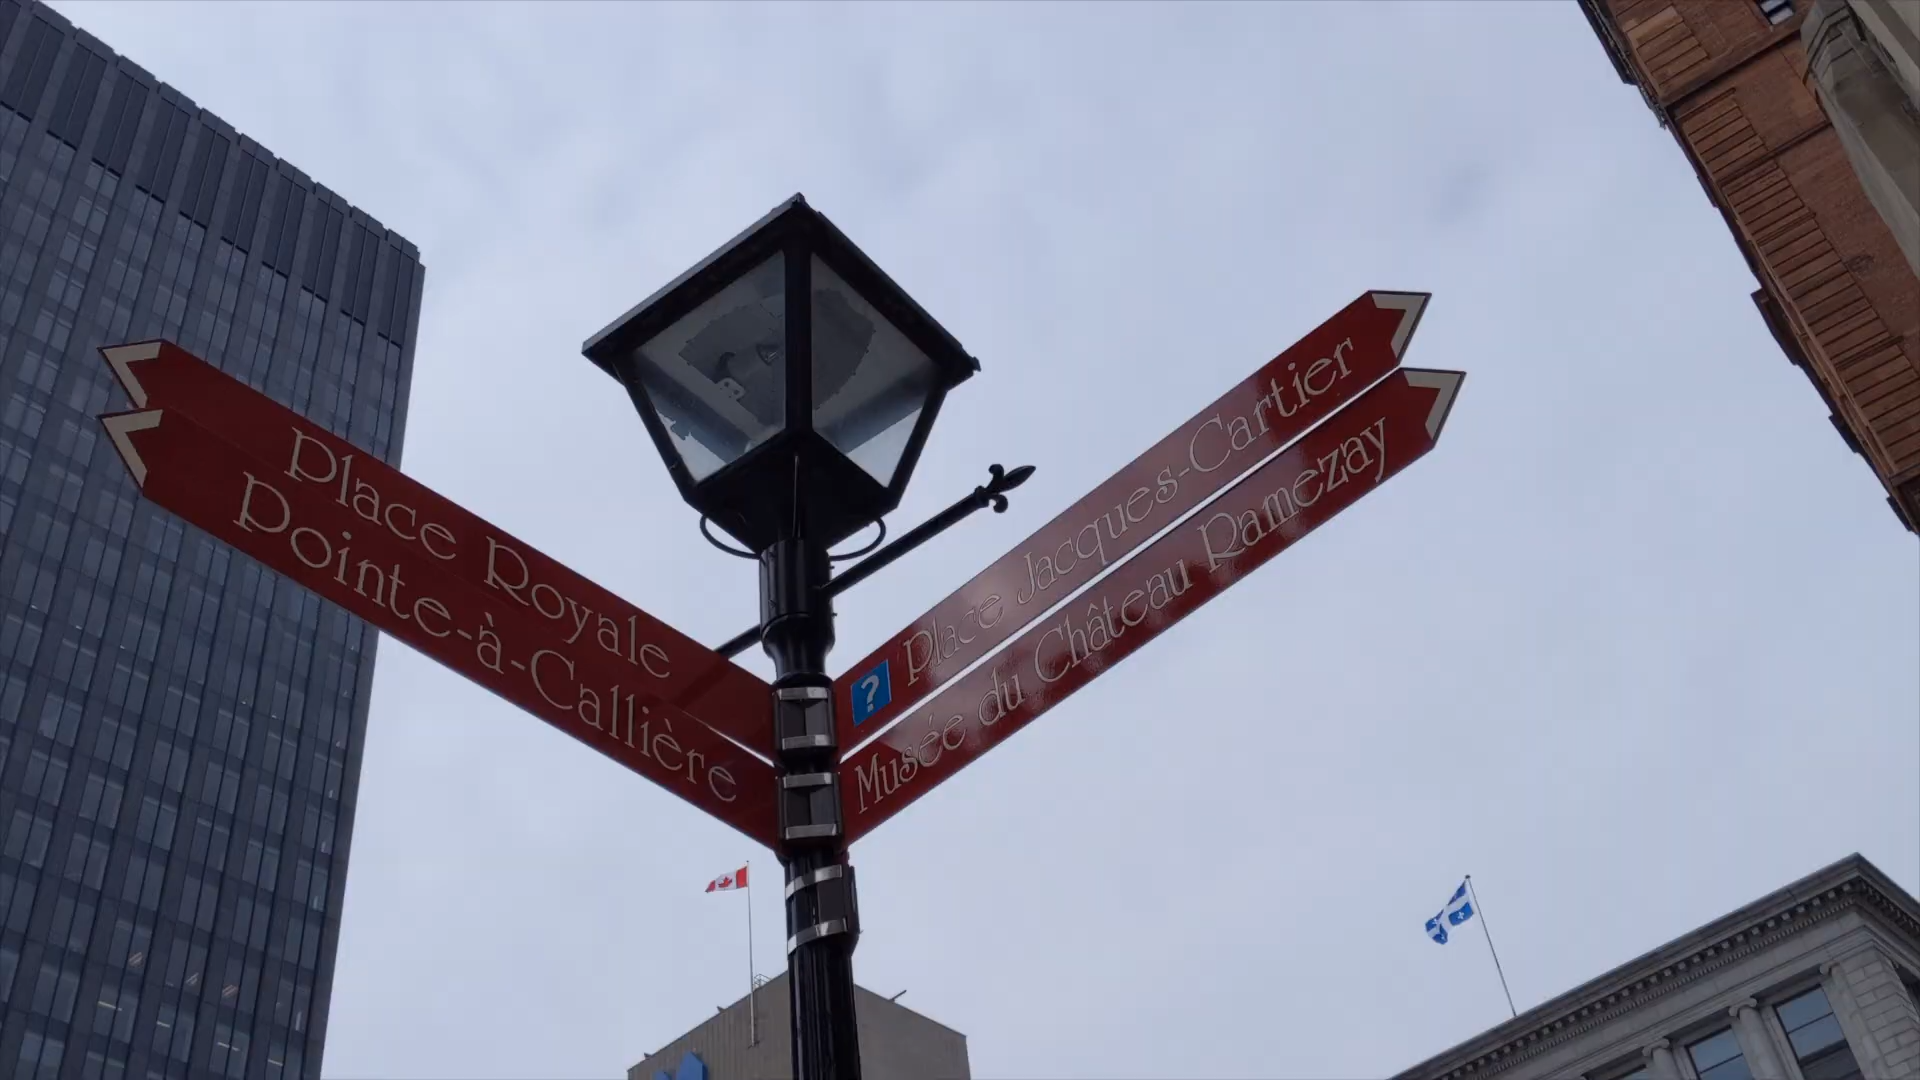 Place Royale
Pointe-à-Callière
? Place Jacques-Cartier
Musée du Château Ramezay